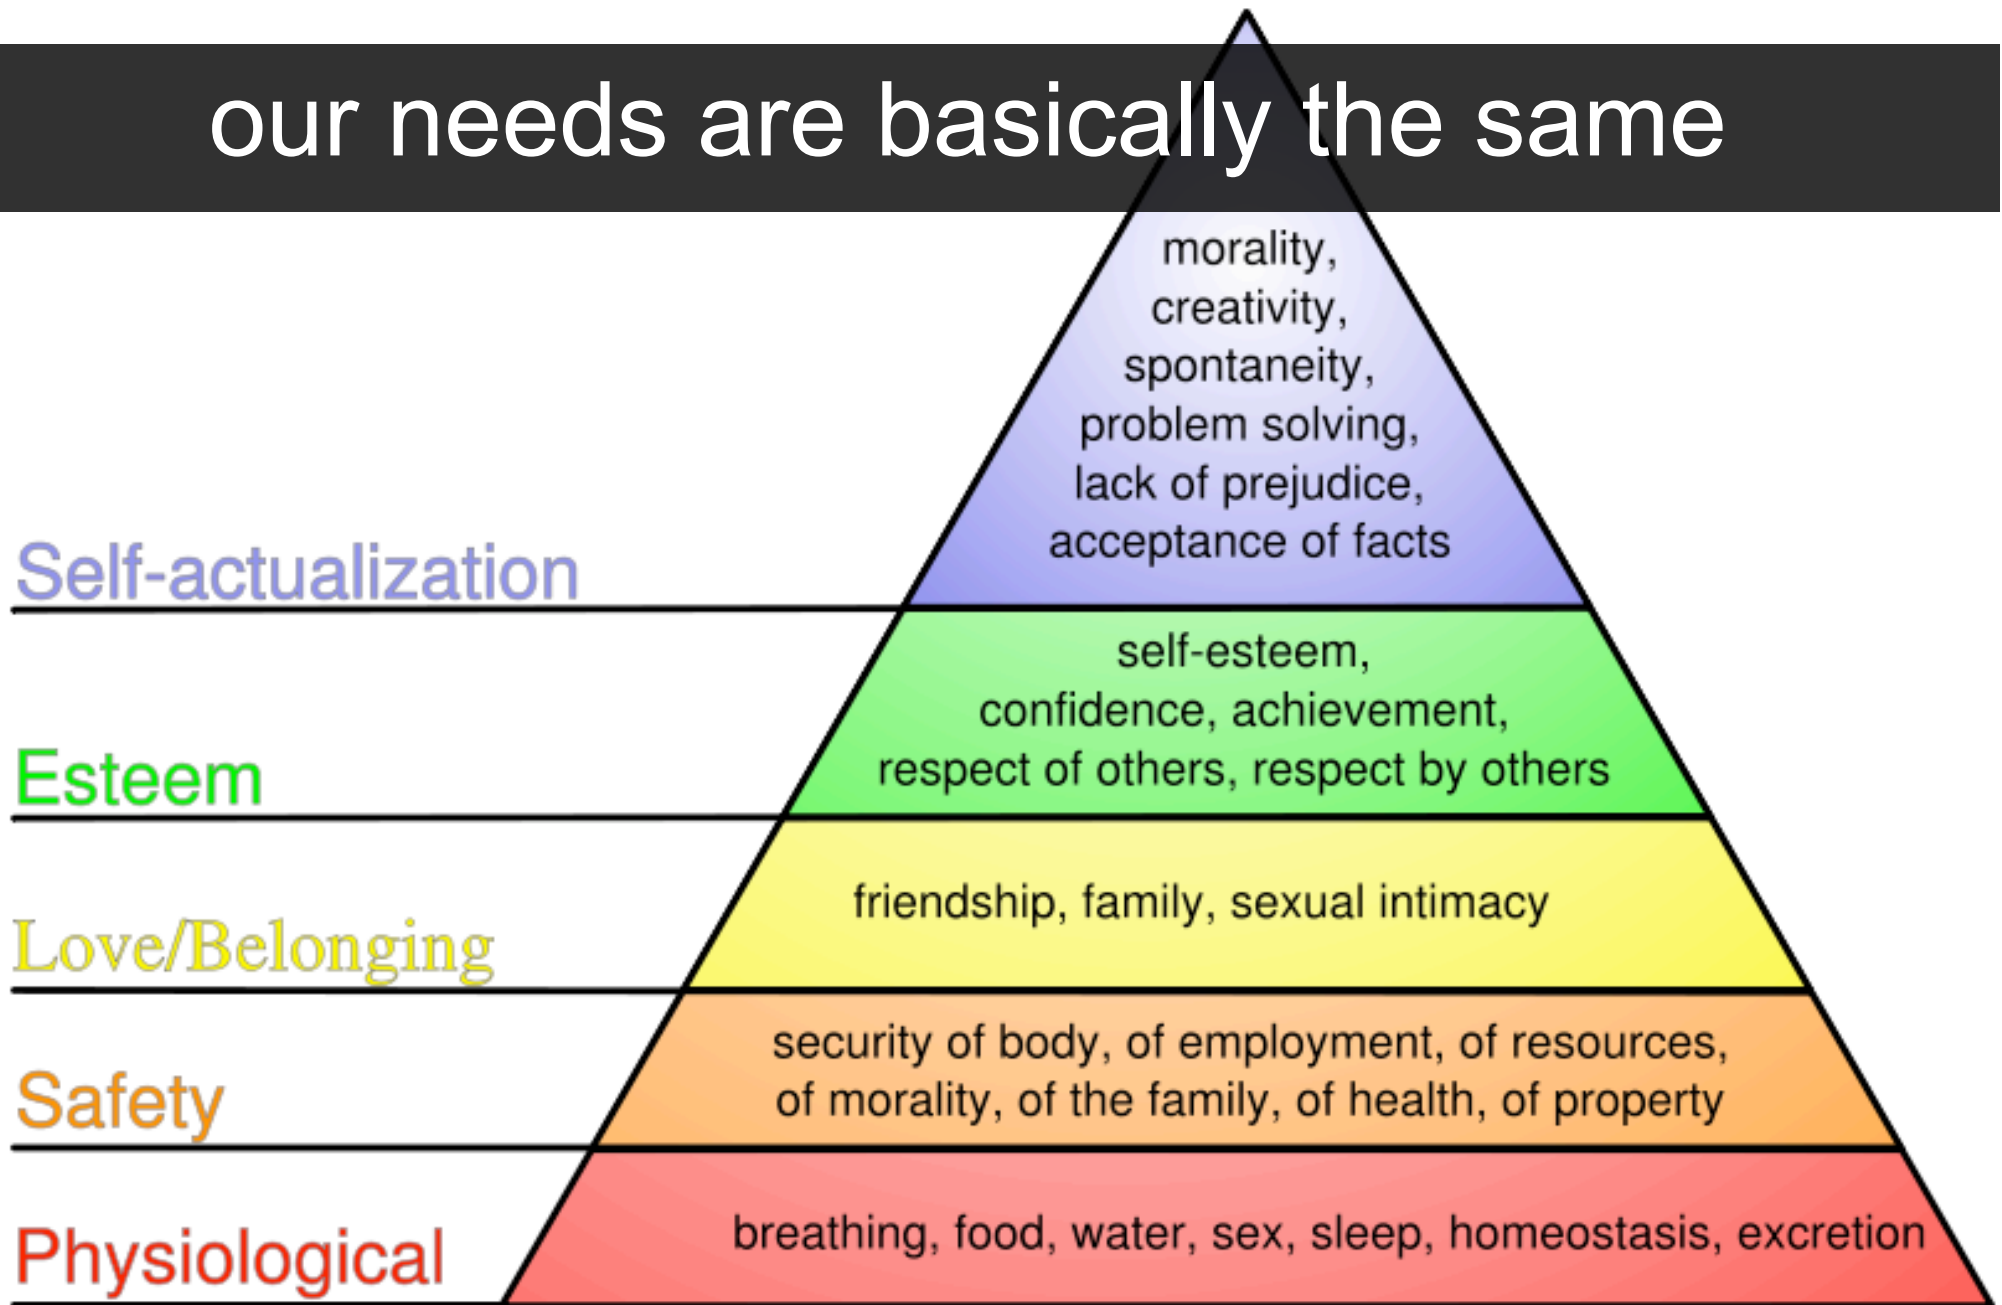 our needs are basically the same
morality,
creativity,
spontaneity,
problem solving,
lack of prejudice,
acceptance of facts
Self-actualization
self-esteem,
confidence, achievement,
respect of others, respect by others
Esteem
friendship, family, sexual intimacy
Love/Belonging
security of body, of employment, of resources,
of morality, of the family, of health, of property
Safety
breathing, food, water, sex, sleep, homeostasis, excretion
Physiological